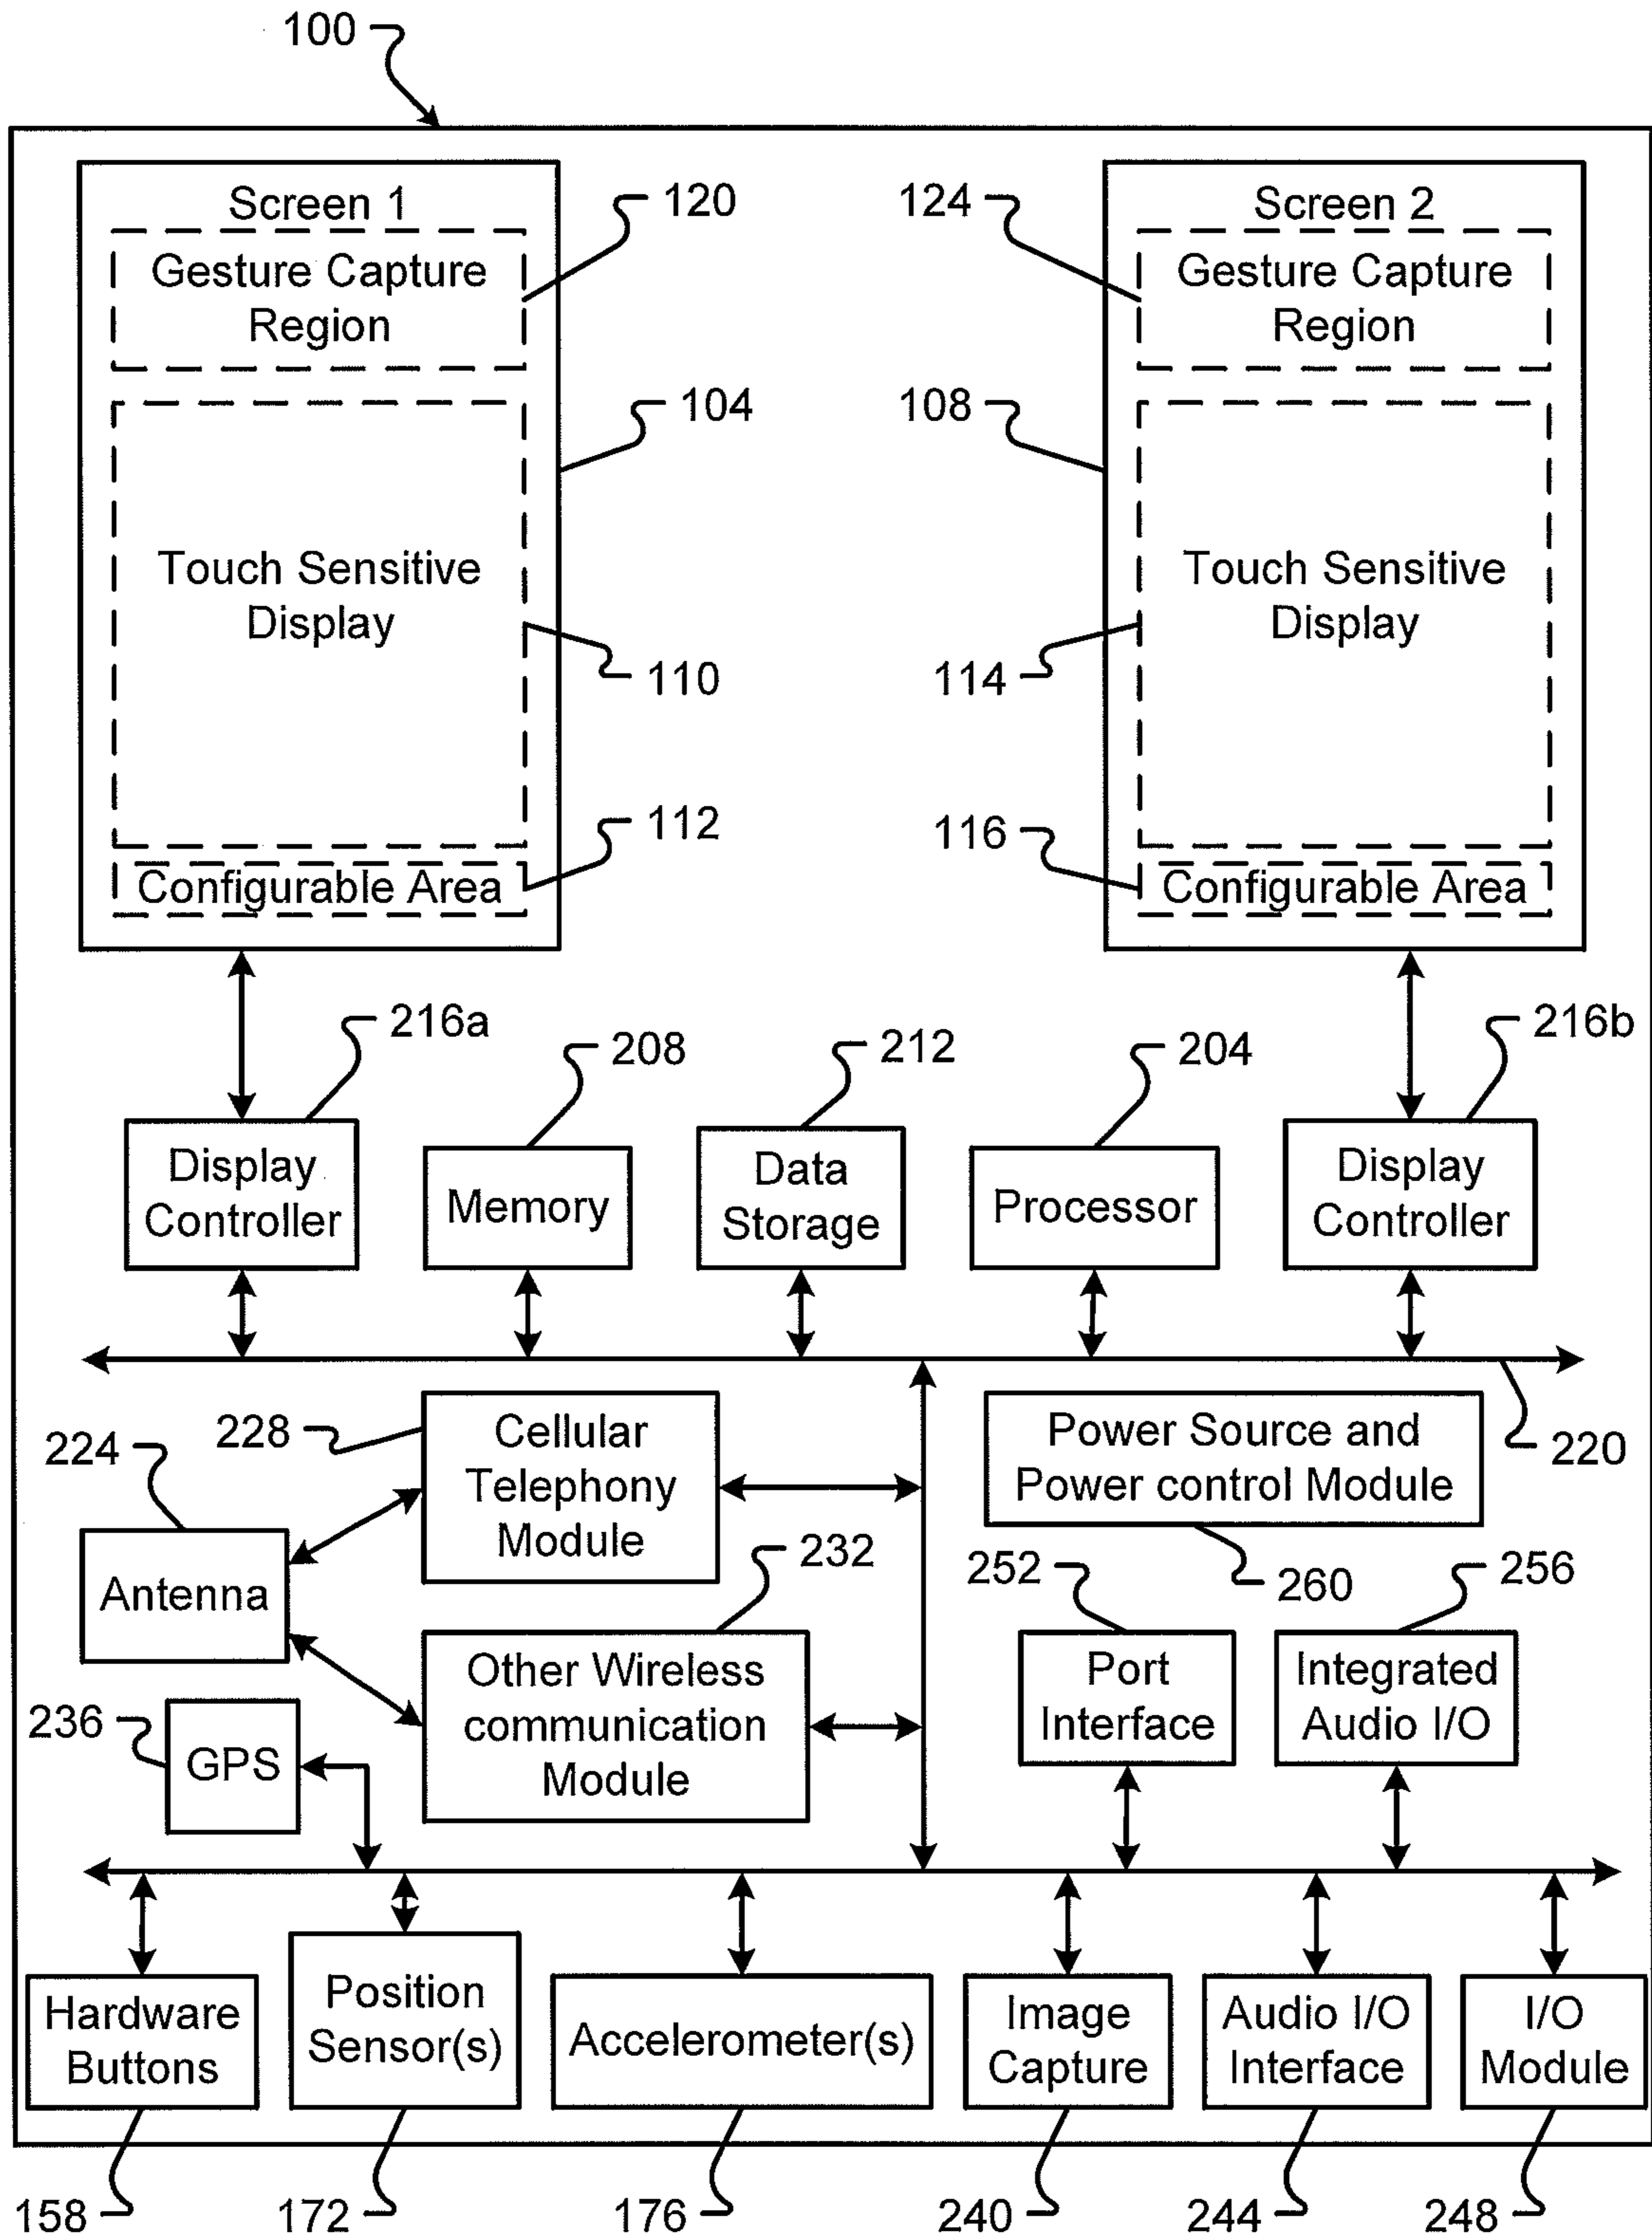 100
Screen 1
120
124
Screen 2
Gesture Capture
Region
Gesture Capture
Region
104
108
Touch Sensitive
Display
Touch Sensitive
Display
110
114
112
116
Configurable Area
Configurable Area
216a
208
212
204
216b
Display
Controller
Memory
Data
Storage
Processor
Display
Controller
228
Cellular
Telephony
Module
Power Source and
Power control Module
220
224
Antenna
232
252
260
256
Other Wireless
communication
Module
Port
Interface
Integrated
Audio I/O
236
GPS
Hardware
Buttons
Position
Sensor(s)
Accelerometer(s)
Image
Capture
Audio I/O
Interface
I/O
Module
158
172
176
240
244
248